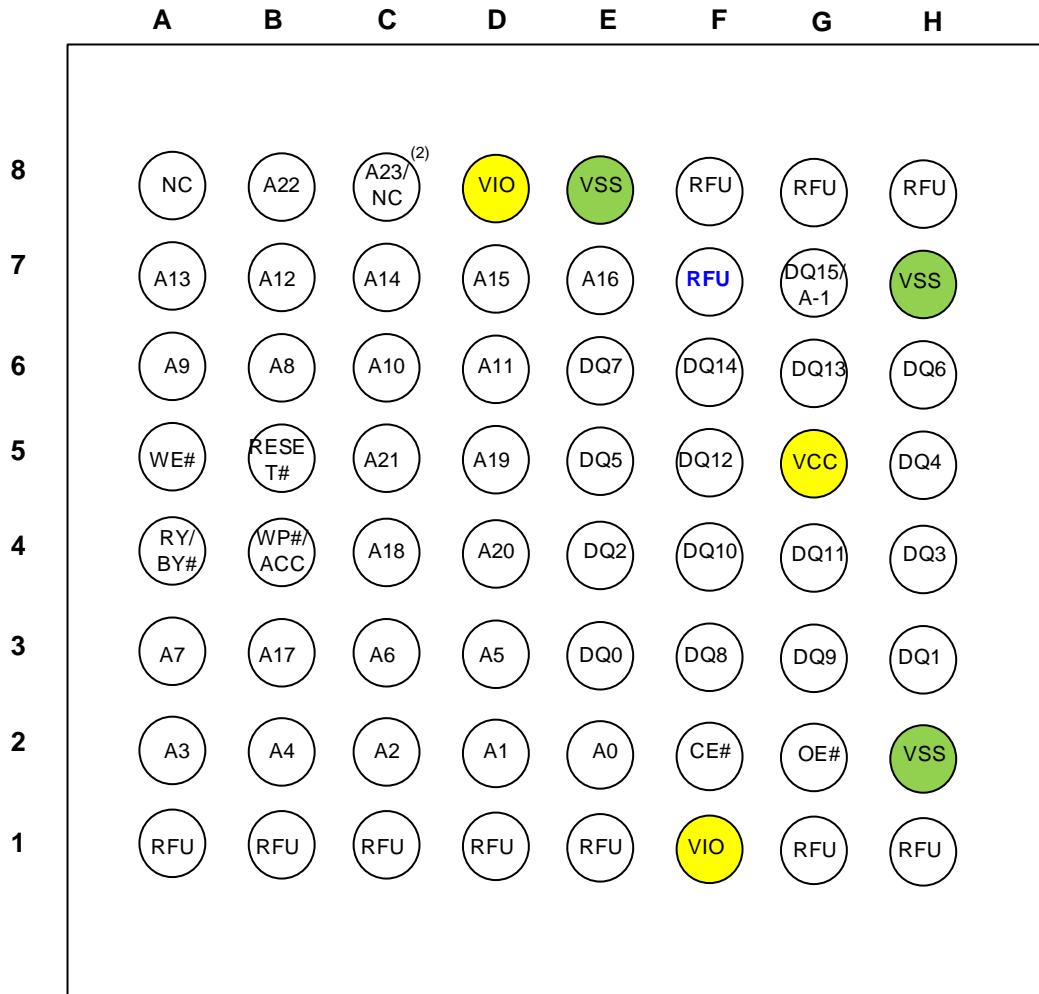 A B C D E F G H
8 NC A22 A23/ NC (2) VIO VSS RFU RFU RFU
7 A13 A12 A14 A15 A16 RFU DQ15/ A-1 VSS
6 A9 A8 A10 A11 DQ7 DQ14 DQ13 DQ6
5 WE# RESE T# A21 A19 DQ5 DQ12 VCC DQ4
4 RY/ BY# WP#/ ACC A18 A20 DQ2 DQ10 DQ11 DQ3
3 A7 A17 A6 A5 DQ0 DQ8 DQ9 DQ1
2 A3 A4 A2 A1 A0 CE# OE# VSS
1 RFU RFU RFU RFU RFU VIO RFU RFU